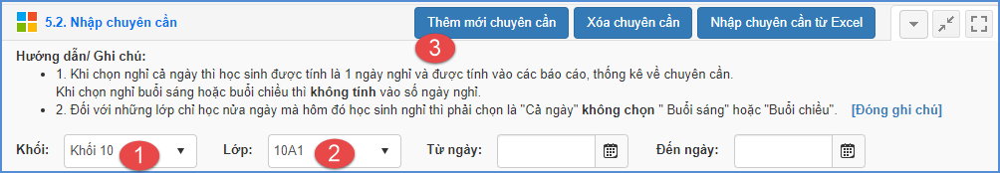 5.2. Nhập chuyên cần
Thêm mới chuyên cần
Xóa chuyên cần
Nhập chuyên cần từ Excel
3
Hướng dẫn/ Ghi chú:
1. Khi chọn nghỉ cả ngày thì học sinh được tính là 1 ngày nghỉ và được tính vào các báo cáo, thống kê về chuyên cần.
Khi chọn nghỉ buổi sáng hoặc buổi chiều thì không tính vào số ngày nghỉ.
2. Đối với những lớp chỉ học nửa ngày mà hôm đó học sinh nghỉ thì phải chọn là "Cả ngày" không chọn " Buổi sáng" hoặc "Buổi chiều". [Đóng ghi chú]
Khối: Khối 10 1 Lớp: 10A1 2 Từ ngày: Đến ngày: